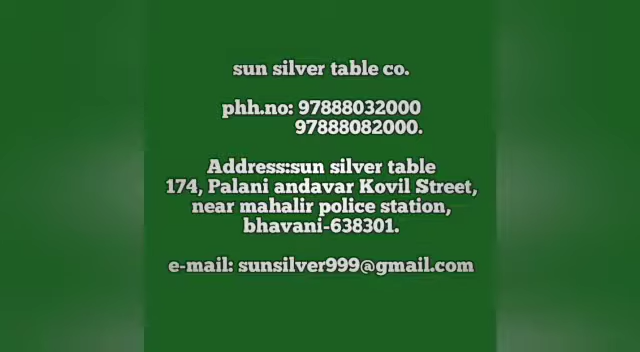 sun silver table co.
phh.no: 97888032000
97888082000.
Address:sun silver table
174, Palani andavar Kovil Street,
near mahalir police station,
bhavani-638301.
e-mail: sunsilver999@gmail.com